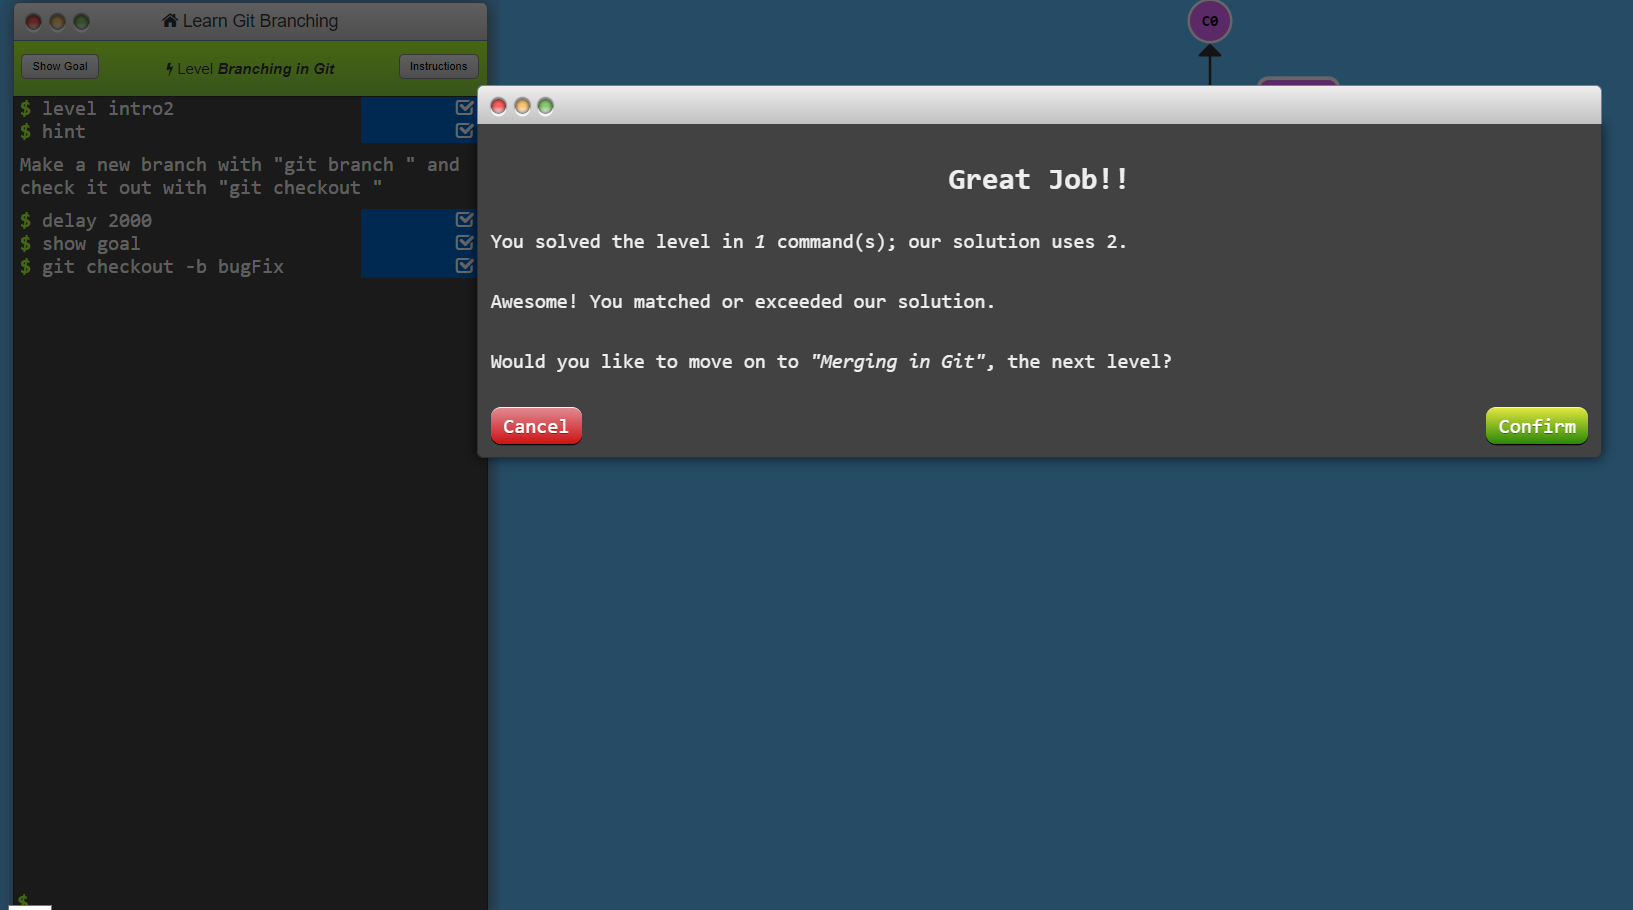 Learn Git Branching
Show Goal
Level Branching in Git
Instructions
$ level intro2
$ hint
Make a new branch with "git branch " and
check it out with "git checkout "
$ delay 2000
$ show goal
$ git checkout -b bugFix
$
C0
Great Job!!
You solved the level in 1 command(s); our solution uses 2.
Awesome! You matched or exceeded our solution.
Would you like to move on to "Merging in Git", the next level?
Cancel
Confirm